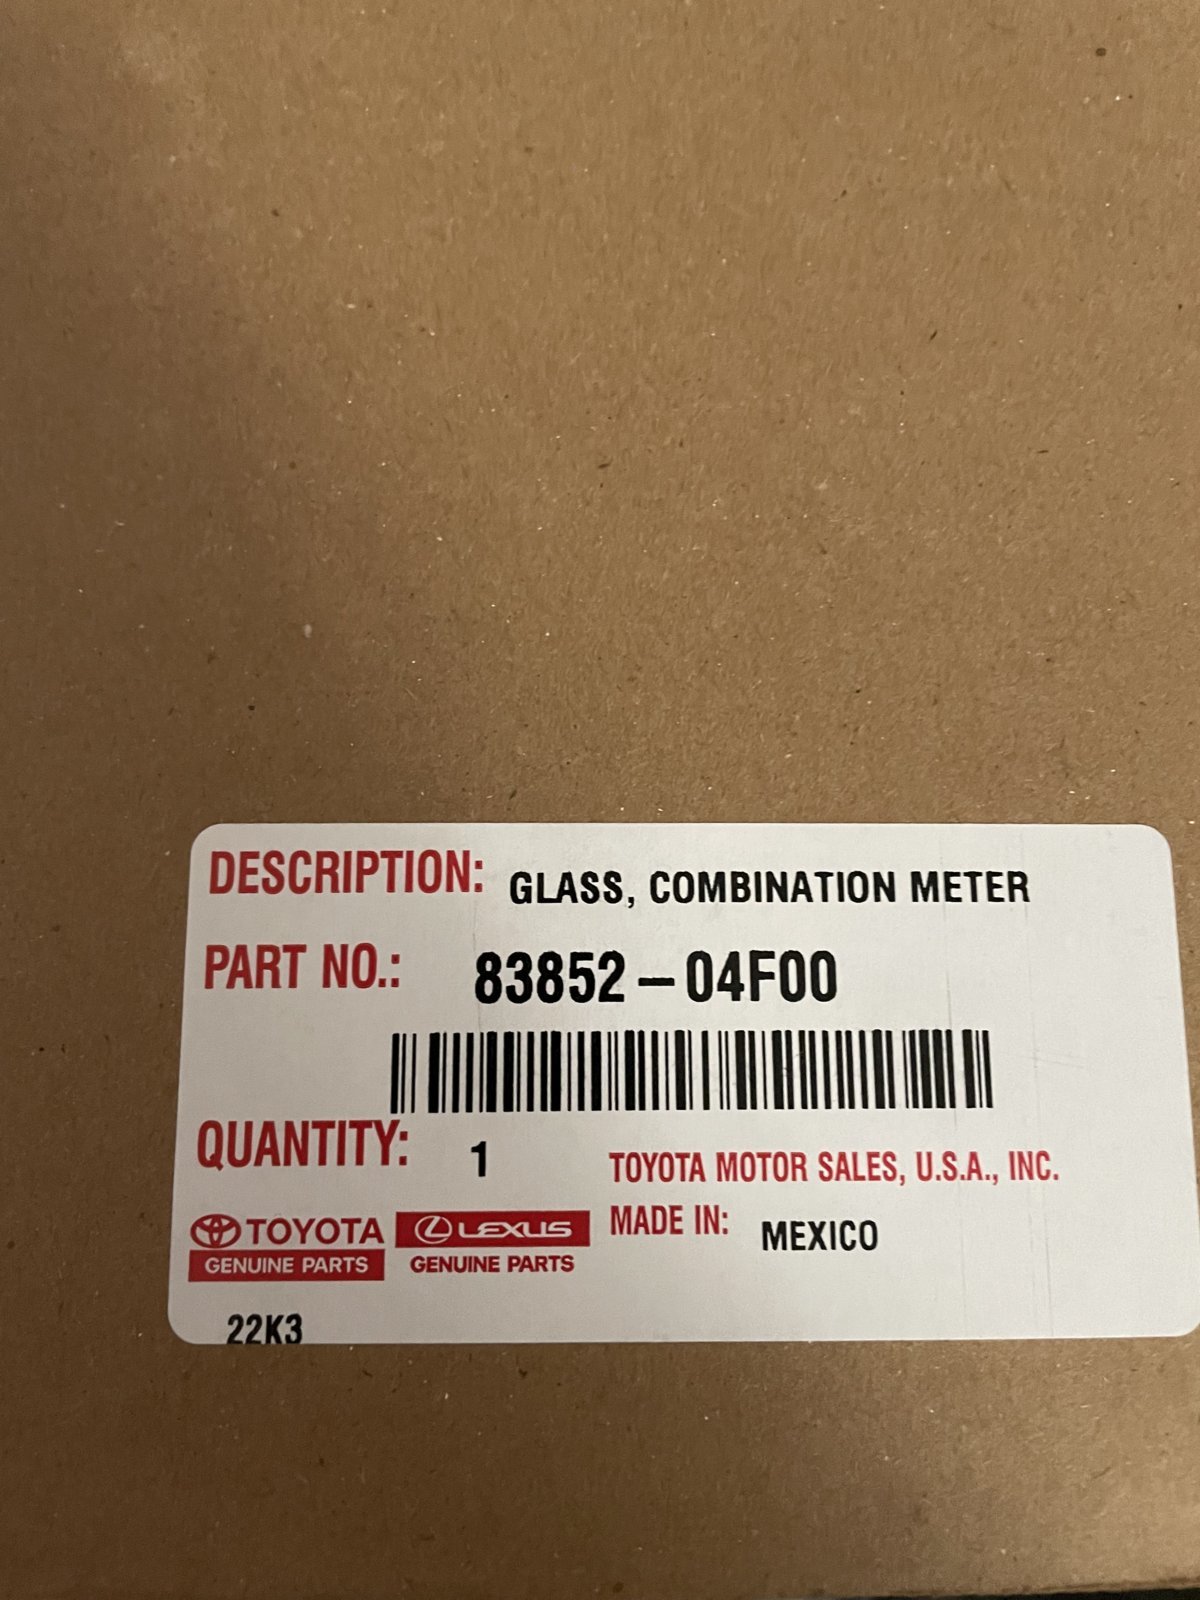 DESCRIPTION: GLASS, COMBINATION METER
PART NO.: 83852-04F00
QUANTITY: 1
TOYOTA MOTOR SALES, U.S.A., INC.
TOYOTA
GENUINE PARTS
LEXUS
GENUINE PARTS
MADE IN: MEXICO
22K3